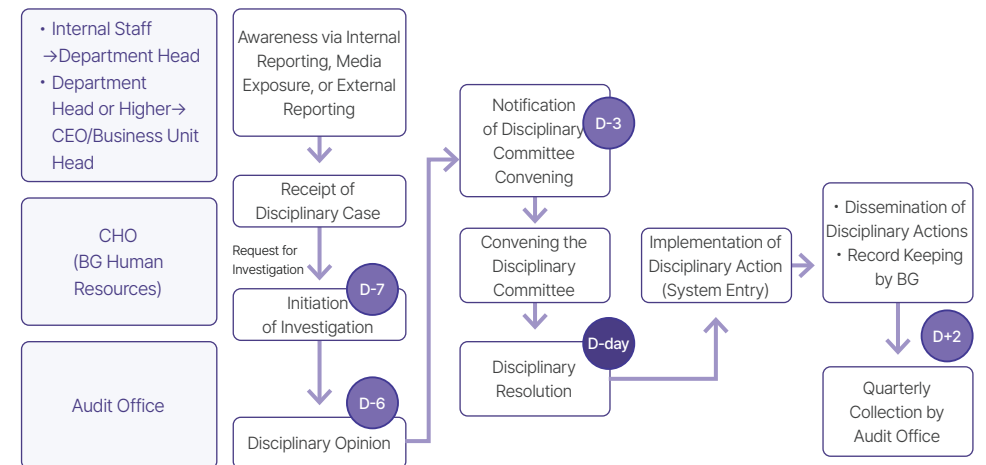 • Internal Staff
→Department Head
• Department
Head or Higher→
CEO/Business Unit
Head
CHO
(BG Human
Resources)
Audit Office
Awareness via Internal
Reporting, Media
Exposure, or External
Reporting
Receipt of
Disciplinary Case
Request for
Investigation
D-7
Initiation
of Investigation
D-6
Disciplinary Opinion
Notification
of Disciplinary
Committee
Convening
D-3
Convening the
Disciplinary
Committee
D-day
Disciplinary
Resolution
Implementation of
Disciplinary Action
(System Entry)
• Dissemination of
Disciplinary Actions
• Record Keeping
by BG
D+2
Quarterly
Collection by
Audit Office